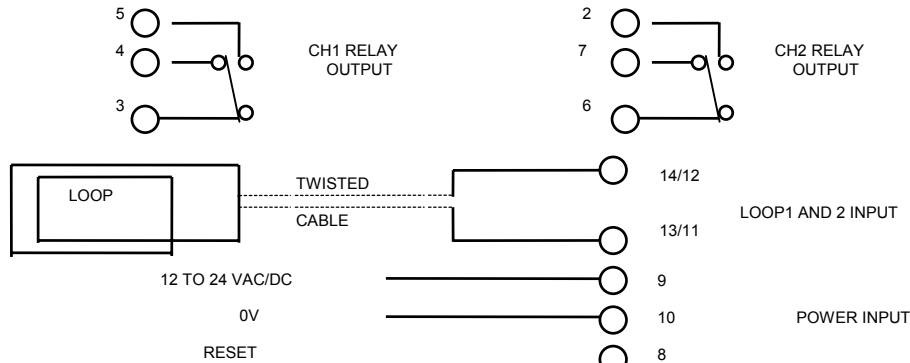 5
4
3
CH1 RELAY
OUTPUT
2
7
6
CH2 RELAY
OUTPUT
LOOP
TWISTED
CABLE
14/12
13/11
LOOP1 AND 2 INPUT
12 TO 24 VAC/DC
9
0V
10
POWER INPUT
RESET
8